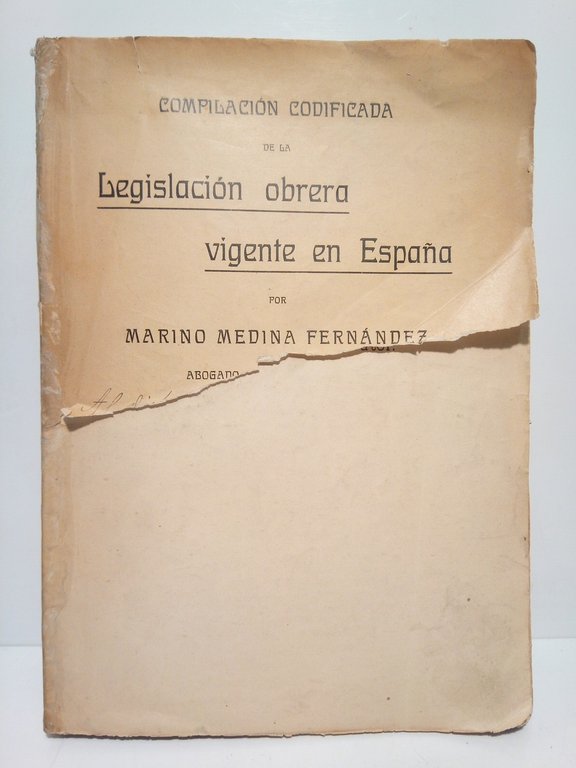 COMPILACIÓN CODIFICADA
DE LA
Legislación obrera
vigente en España
POR
MARINO MEDINA FERNÁNDEZ
ABOGADO